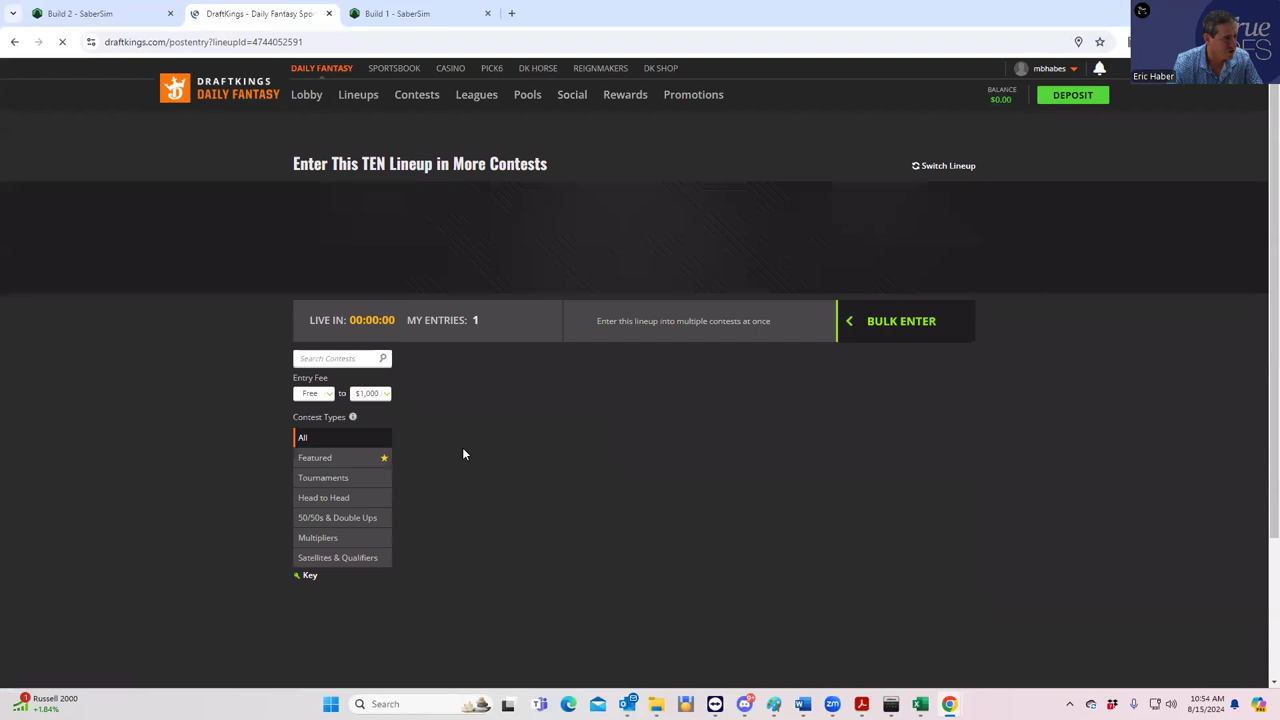 Build 2 - SaberSim
DraftKings - Daily Fantasy Spo
Build 1 - SaberSim
draftkings.com/postentry?lineupId=4744052591
Eric Haber
DAILY FANTASY SPORTSBOOK CASINO PICK6 DK HORSE REIGNMAKERS DK SHOP
mbhabes
DRAFTKINGS
DAILY FANTASY
Lobby Lineups Contests Leagues Pools Social Rewards Promotions
BALANCE
$0.00
DEPOSIT
Enter This TEN Lineup in More Contests
Switch Lineup
LIVE IN: 00:00:00 MY ENTRIES: 1
Enter this lineup into multiple contests at once
BULK ENTER
Search Contests
Entry Fee
Free to $1,000
Contest Types
All
Featured
Tournaments
Head to Head
50/50s & Double Ups
Multipliers
Satellites & Qualifiers
Key
Russell 2000
+1.84%
Search
10:54 AM
8/15/2024